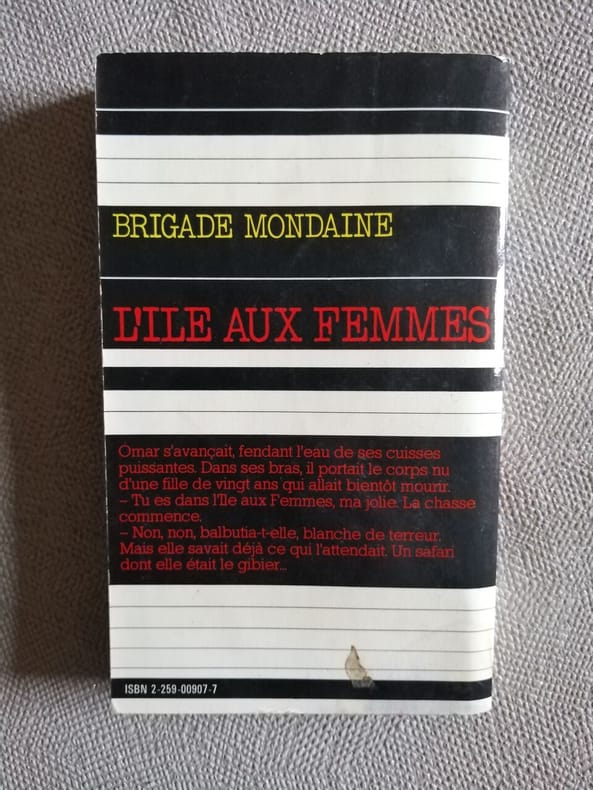 BRIGADE MONDAINE
L'ILE AUX FEMMES
Omar s'avançait, fendant l'eau de ses cuisses
puissantes. Dans ses bras, il portait le corps nu
d'une fille de vingt ans qui allait bientôt mourir.
– Tu es dans l'Ile aux Femmes, ma jolie. La chasse
commence.
– Non, non, balbutia-t-elle, blanche de terreur.
Mais elle savait déjà ce qui l'attendait. Un safari
dont elle était le gibier...
ISBN 2-259-00907-7